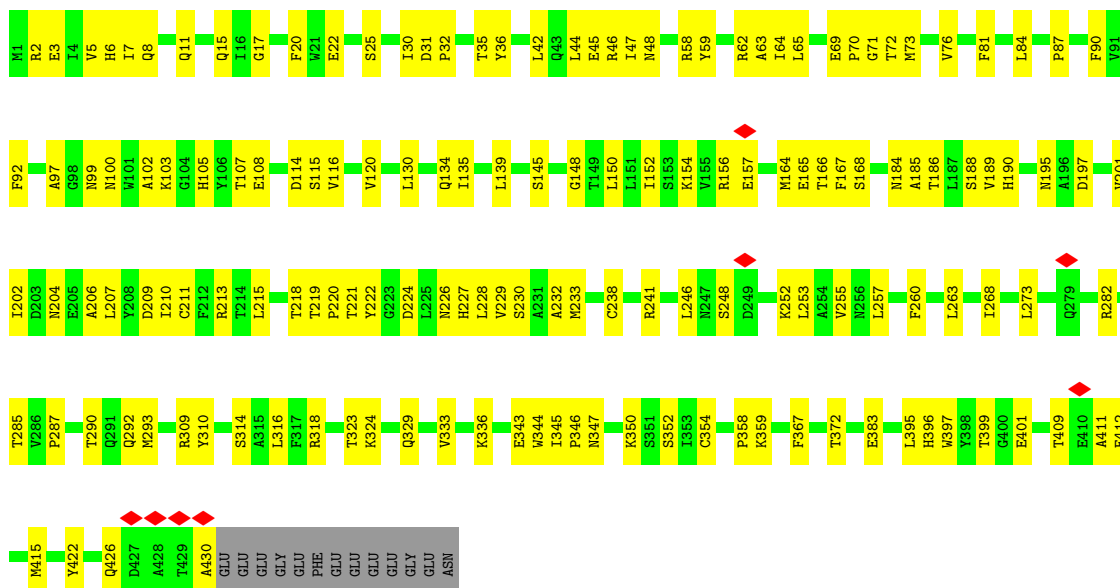 M1 R2 E3 I4 V5 H6 I7 Q8 Q11 Q15 I16 G17 F20 W21 E22 S25 I30 D31 P32 T35 Y36 L42 Q43 L44 E45 R46 I47 N48 R58 Y59 R62 A63 I64 L65 E69 P70 G71 T72 M73 V76 F81 L84 P87 F90 V91
F92 A97 G98 N99 N100 W101 A102 K103 G104 H105 Y106 T107 E108 D114 S115 V116 V120 L130 Q134 I135 L139 S145 G148 T149 L150 L151 I152 S153 K154 V155 R156 E157 M164 E165 T166 F167 S168 N184 A185 T186 L187 S188 V189 H190 N195 A196 D197
I202 D203 N204 E205 A206 L207 Y208 D209 I210 C211 F212 R213 T214 L215 T218 T219 P220 T221 Y222 G223 D224 L225 N226 H227 L228 V229 S230 A231 A232 M233 C238 R241 L246 N247 S248 D249 K252 L253 A254 V255 N256 L257 F260 L263 I268 L273 Q279 R282
T285 V286 P287 T290 Q291 Q292 M293 R309 Y310 S314 A315 L316 F317 R318 T323 K324 Q329 V333 K336 E343 W344 I345 P346 N347 K350 S351 S352 I353 C354 P358 K359 F367 T372 E383 L395 H396 W397 Y398 T399 G400 E401 T409 E410 A411
M415 Y422 Q426 D427 A428 T429 A430 GLU GLU GLU GLY GLU PHE GLU GLU GLU GLU GLY GLU ASN